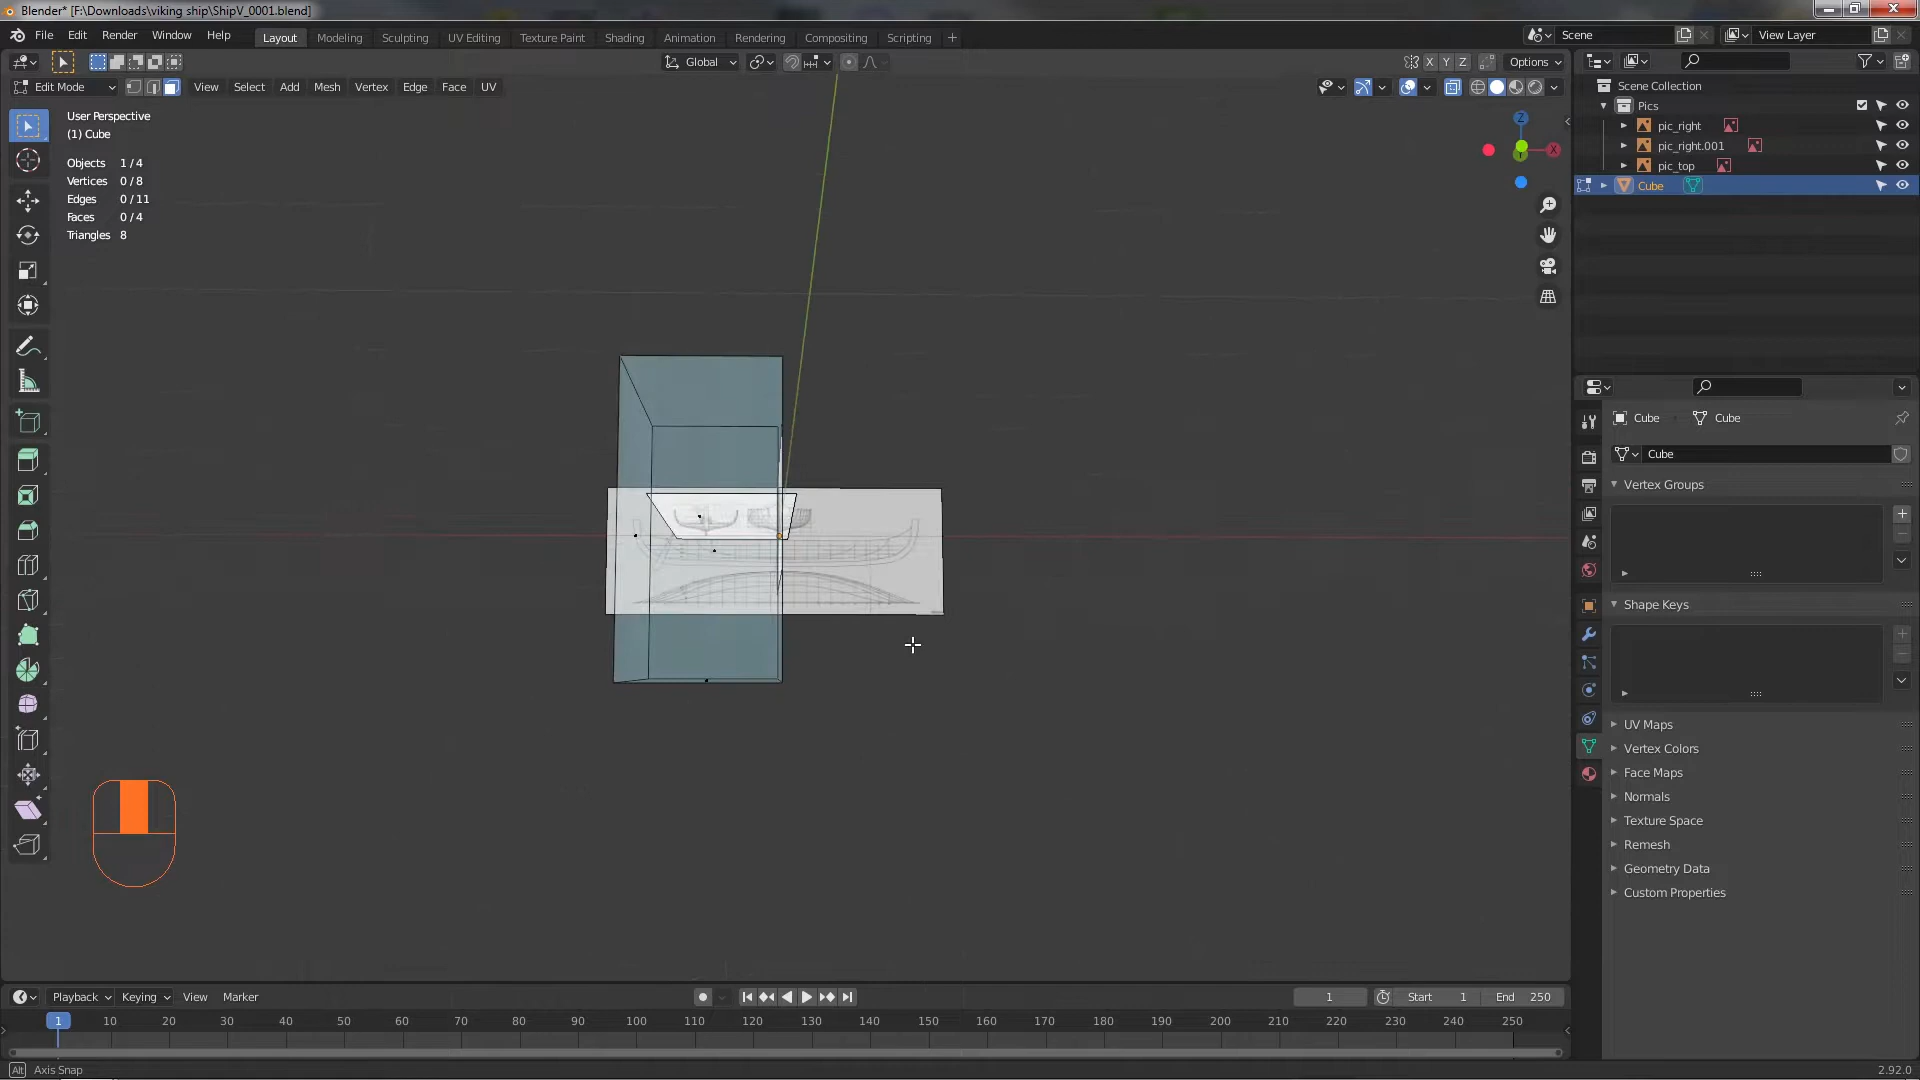 Blender* [F:\Downloads\viking ship\ShipV_0001.blend]
File Edit Render Window Help
Layout Modeling Sculpting UV Editing Texture Paint Shading Animation Rendering Compositing Scripting +
Scene
View Layer
Global
X Y Z
Options
Edit Mode
View Select Add Mesh Vertex Edge Face UV
User Perspective
(1) Cube
Objects 1/4
Vertices 0/8
Edges 0/11
Faces 0/4
Triangles 8
Z
X
Y
Scene Collection
Pics
pic_right
pic_right.001
pic_top
Cube
Cube
Cube
Cube
Vertex Groups
Shape Keys
UV Maps
Vertex Colors
Face Maps
Normals
Texture Space
Remesh
Geometry Data
Custom Properties
Playback Keying View Marker
1
Start 1
End 250
1 10 20 30 40 50 60 70 80 90 100 110 120 130 140 150 160 170 180 190 200 210 220 230 240 250
Alt Axis Snap
2.92.0